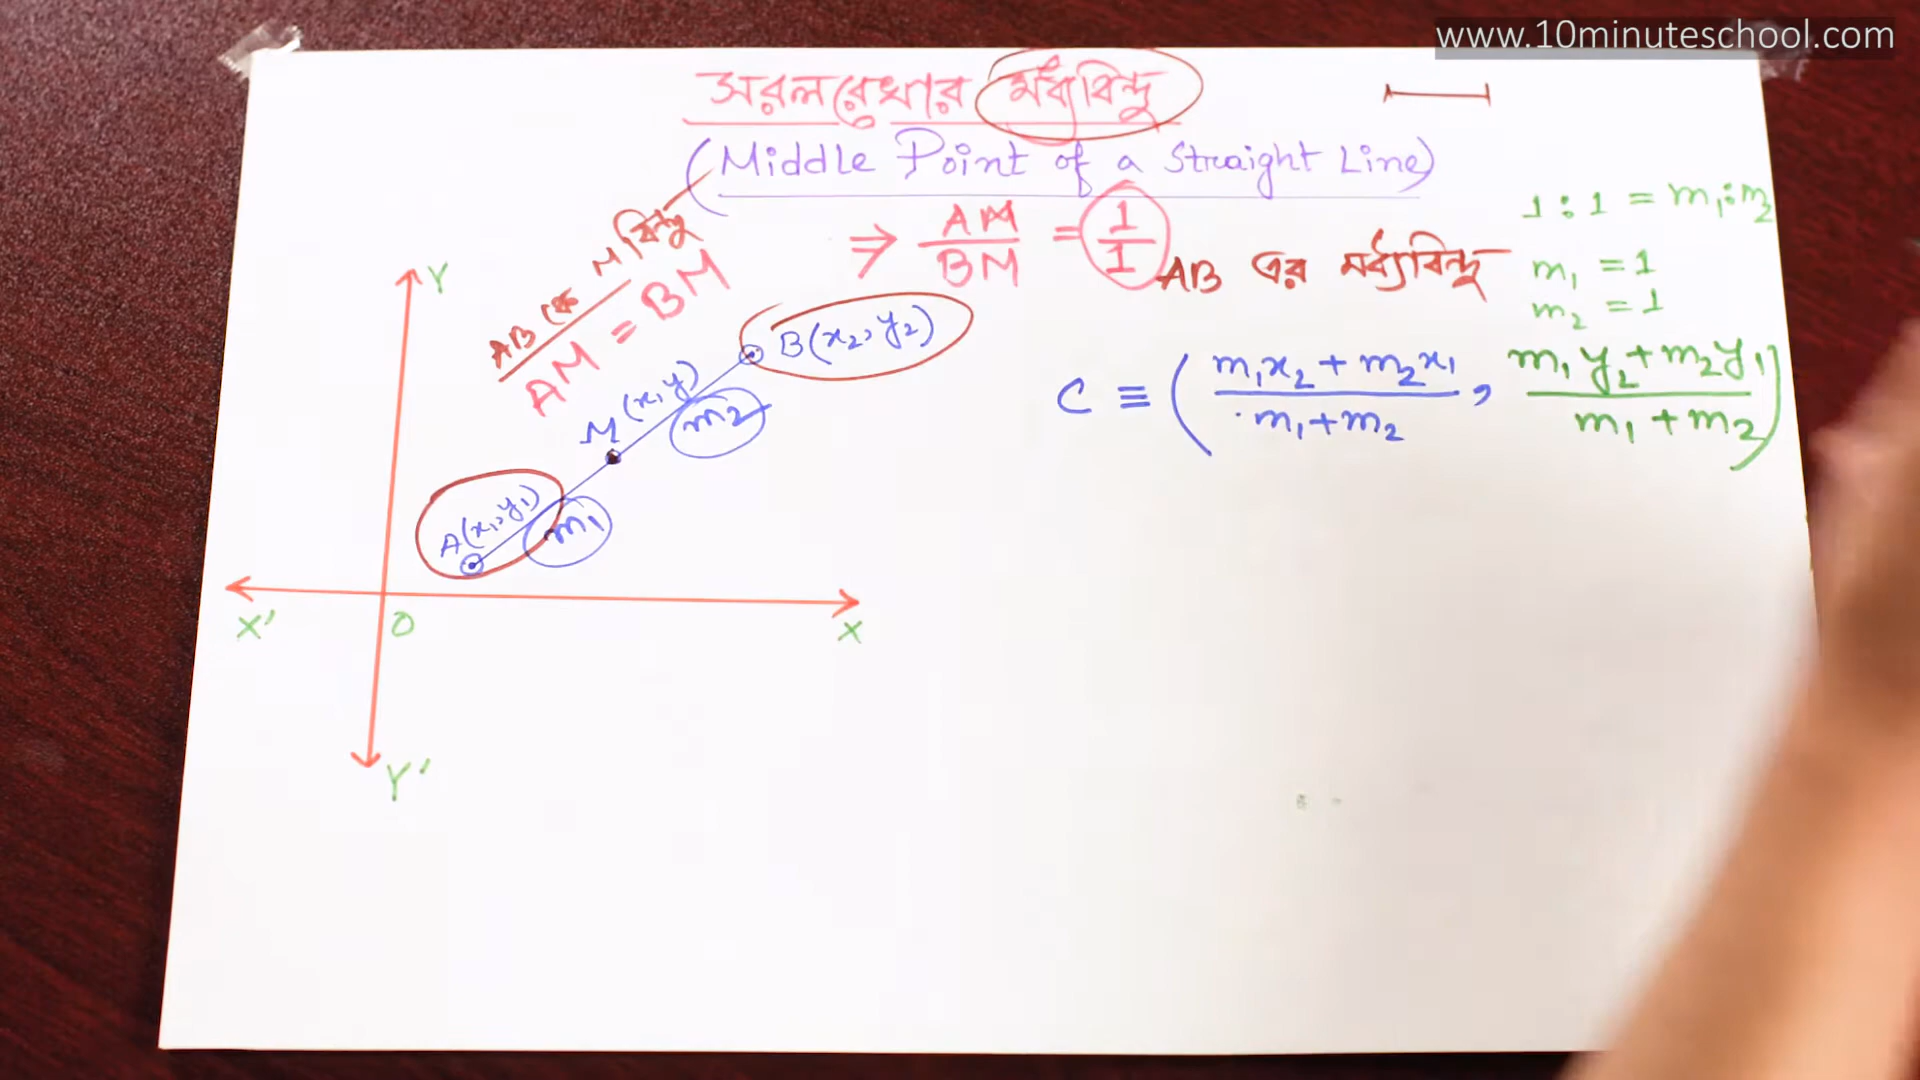 www.10minuteschool.com
সরলরেখার মধ্যবিন্দু
(Middle Point of a Straight Line)
1 : 1 = m₁:m₂
m₁ = 1
m₂ = 1
⇒ AM/BM = 1/1
AB এর মধ্যবিন্দু
AB কে M বিন্দু
AM = BM
C ≡ ((m₁x₂ + m₂x₁)/(m₁+m₂), (m₁y₂+m₂y₁)/(m₁+m₂))
Y
B(x₂, y₂)
M (x, y)
m₂
A(x₁, y₁)
m₁
X'
O
X
Y'